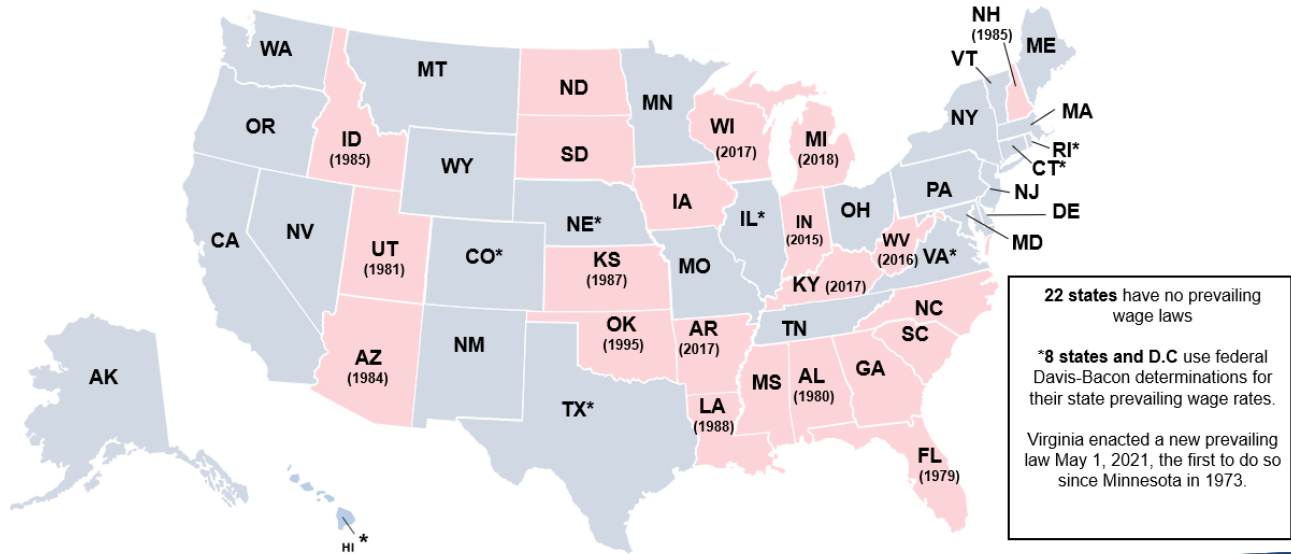 NH
(1985)
ME
WA
VT
MT
ND
MN
OR
ID
(1985)
WI
(2017)
MI
(2018)
NY
MA
SD
RI*
WY
CT*
IA
PA
NJ
NE*
IL*
OH
IN
(2015)
DE
NV
WV
(2016)
MD
CA
UT
(1981)
CO*
KS
(1987)
MO
VA*
KY (2017)
NC
TN
OK
(1995)
AR
(2017)
SC
AZ
(1984)
NM
MS
AL
(1980)
GA
AK
TX*
LA
(1988)
FL
(1979)
HI *
22 states have no prevailing
wage laws
*8 states and D.C use federal
Davis-Bacon determinations for
their state prevailing wage rates.
Virginia enacted a new prevailing
law May 1, 2021, the first to do so
since Minnesota in 1973.